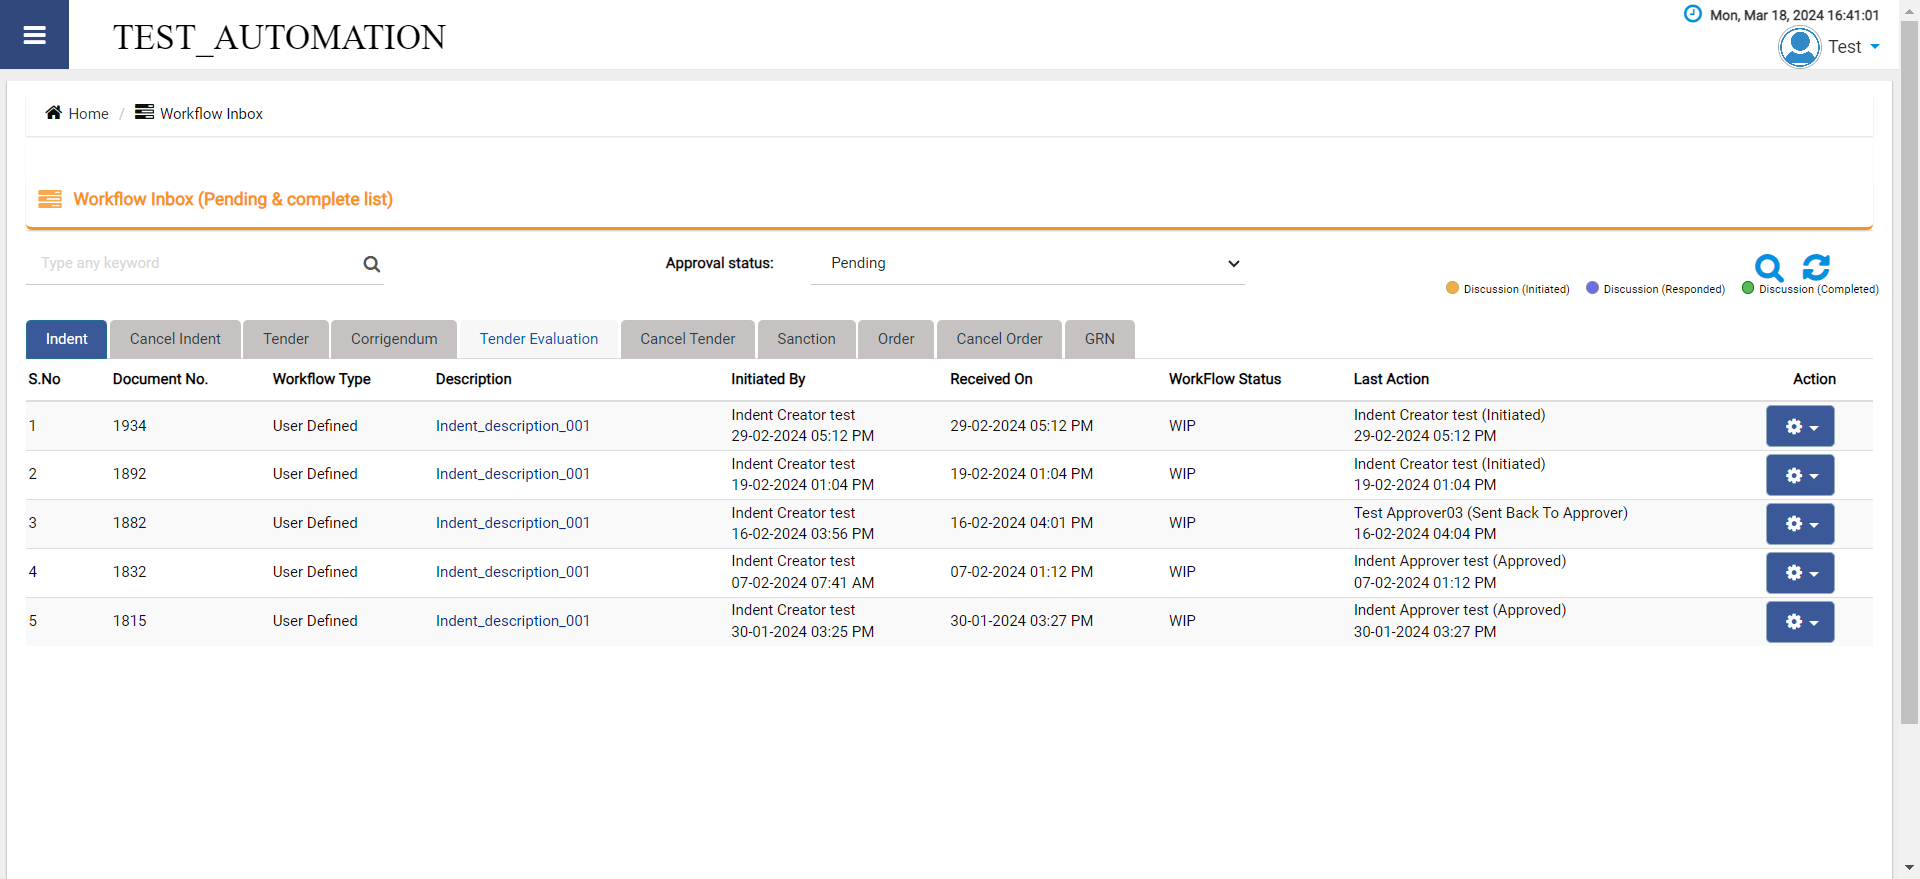 TEST_AUTOMATION
Mon, Mar 18, 2024 16:41:01
Test
Home / Workflow Inbox
Workflow Inbox (Pending & complete list)
Type any keyword
Approval status: Pending
Discussion (Initiated) Discussion (Responded) Discussion (Completed)
Indent Cancel Indent Tender Corrigendum Tender Evaluation Cancel Tender Sanction Order Cancel Order GRN
S.No Document No. Workflow Type Description Initiated By Received On WorkFlow Status Last Action Action
Indent Creator test Indent Creator test (Initiated)
1 1934 User Defined Indent_description_001 29-02-2024 05:12 PM WIP
29-02-2024 05:12 PM 29-02-2024 05:12 PM
Indent Creator test Indent Creator test (Initiated)
2 1892 User Defined Indent_description_001 19-02-2024 01:04 PM WIP
19-02-2024 01:04 PM 19-02-2024 01:04 PM
Indent Creator test Test Approver03 (Sent Back To Approver)
3 1882 User Defined Indent_description_001 16-02-2024 04:01 PM WIP
16-02-2024 03:56 PM 16-02-2024 04:04 PM
Indent Creator test Indent Approver test (Approved)
4 1832 User Defined Indent_description_001 07-02-2024 01:12 PM WIP
07-02-2024 07:41 AM 07-02-2024 01:12 PM
Indent Creator test Indent Approver test (Approved)
5 1815 User Defined Indent_description_001 30-01-2024 03:27 PM WIP
30-01-2024 03:25 PM 30-01-2024 03:27 PM